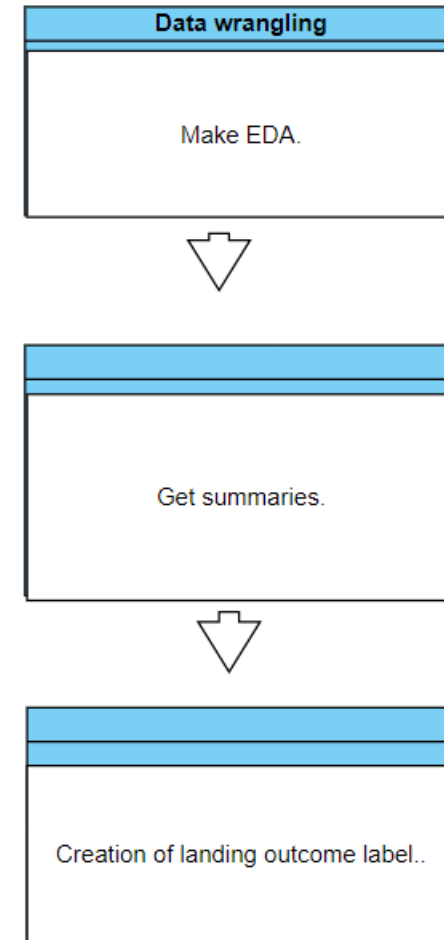 Data wrangling
Make EDA.
Get summaries.
Creation of landing outcome label..